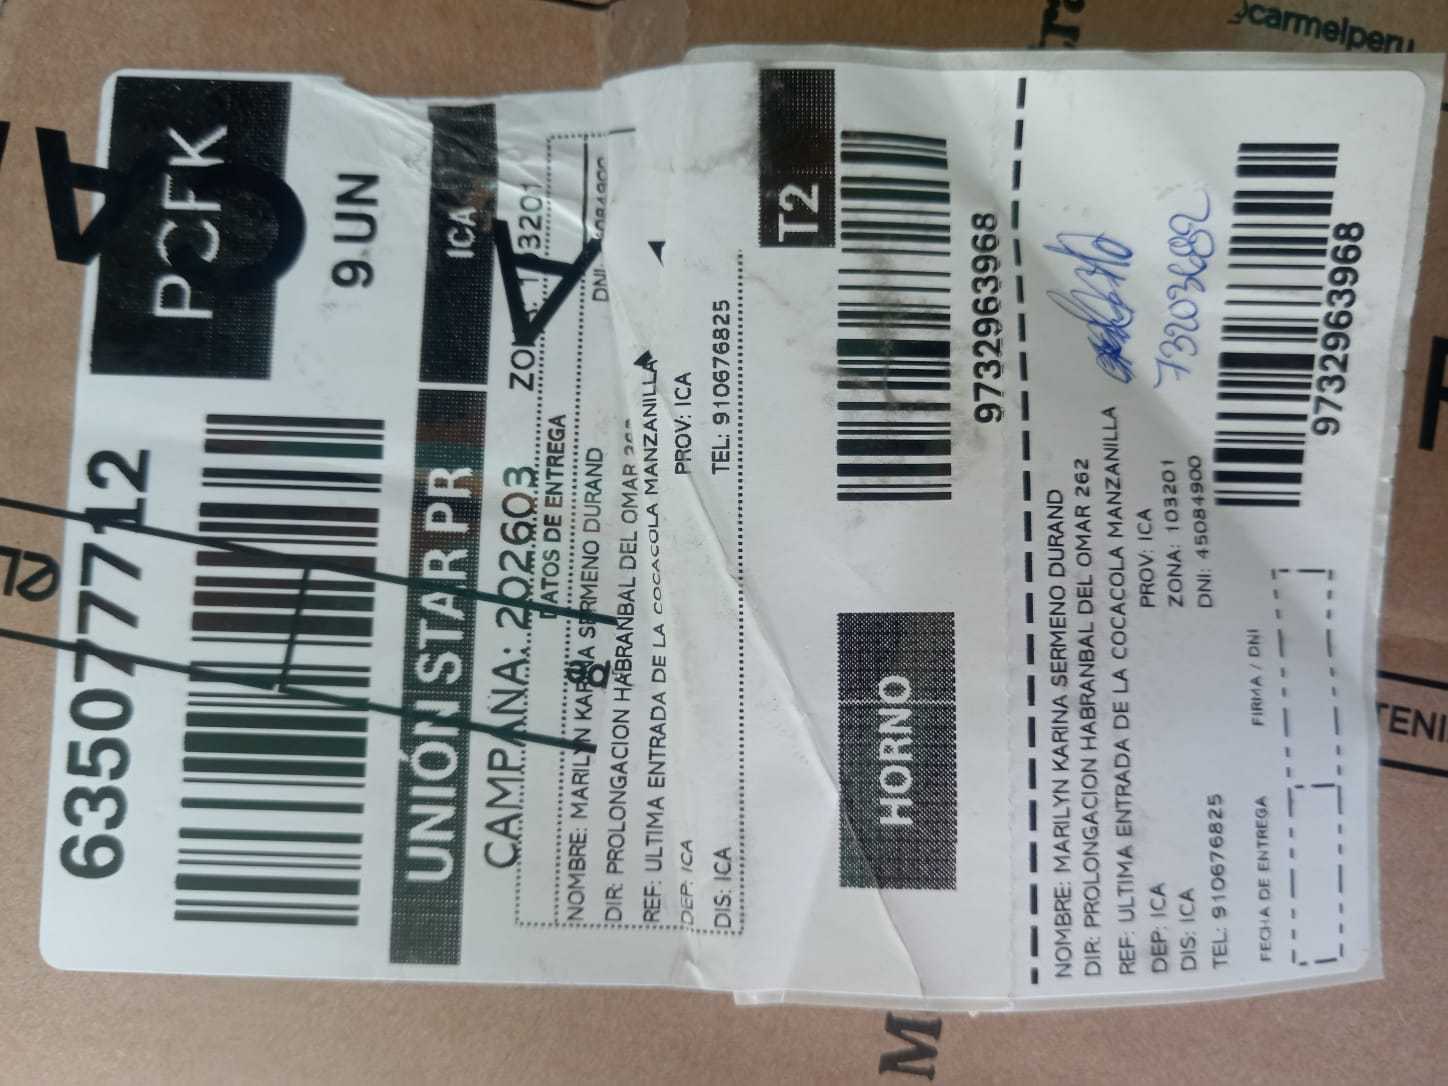 @carmelperu
6350777712
PCFK
9 UN
UNIÓN STAR PR
ICA
CAMPAÑA: 202603
DATOS DE ENTREGA
NOMBRE: MARILYN KARINA SERMENO DURAND
DNI:
DIR: PROLONGACION HABRANBAL DEL OMAR
REF: ULTIMA ENTRADA DE LA COCACOLA MANZANILLA
DEP: ICA PROV: ICA
DIS: ICA TEL: 910676825
T2
HORNO
9732963968
NOMBRE: MARILYN KARINA SERMENO DURAND
DIR: PROLONGACION HABRANBAL DEL OMAR 262
REF: ULTIMA ENTRADA DE LA COCACOLA MANZANILLA
DEP: ICA PROV: ICA
DIS: ICA ZONA: 103201
TEL: 910676825 DNI: 45084900
73203682
FECHA DE ENTREGA FIRMA / DNI
9732963968